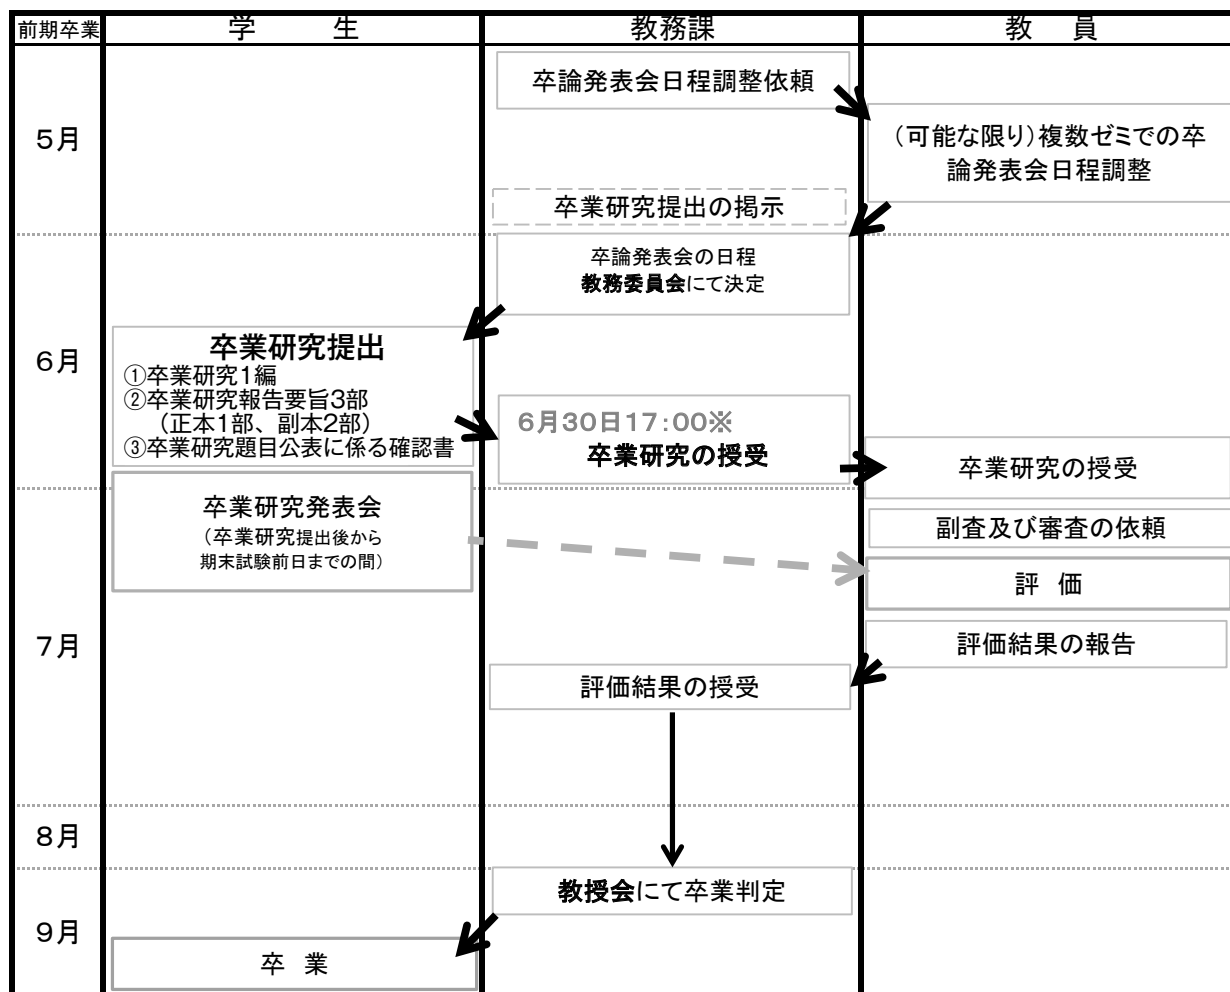 前期卒業
学 生
教務課
教 員
5月
卒論発表会日程調整依頼
（可能な限り）複数ゼミでの卒
論発表会日程調整
卒業研究提出の掲示
6月
卒論発表会の日程
教務委員会にて決定
卒業研究提出
①卒業研究1編
②卒業研究報告要旨3部
（正本1部、副本2部）
③卒業研究題目公表に係る確認書
6月30日17:00※
卒業研究の授受
卒業研究の授受
7月
卒業研究発表会
（卒業研究提出後から
期末試験前日までの間）
副査及び審査の依頼
評 価
評価結果の報告
評価結果の授受
8月
9月
教授会にて卒業判定
卒 業